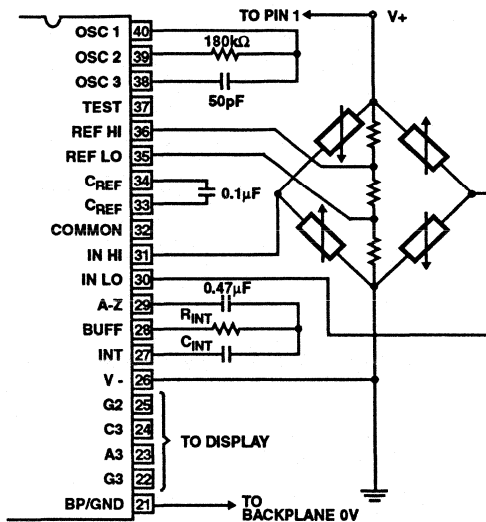 TO PIN 1 V+
OSC 1 40
180kΩ
OSC 2 39
OSC 3 38
50pF
TEST 37
REF HI 36
REF LO 35
CREF 34
0.1μF
CREF 33
COMMON 32
IN HI 31
IN LO 30
0.47μF
A-Z 29
RINT
BUFF 28
CINT
INT 27
V - 26
G2 25
C3 24
TO DISPLAY
A3 23
G3 22
BP/GND 21
TO
BACKPLANE 0V